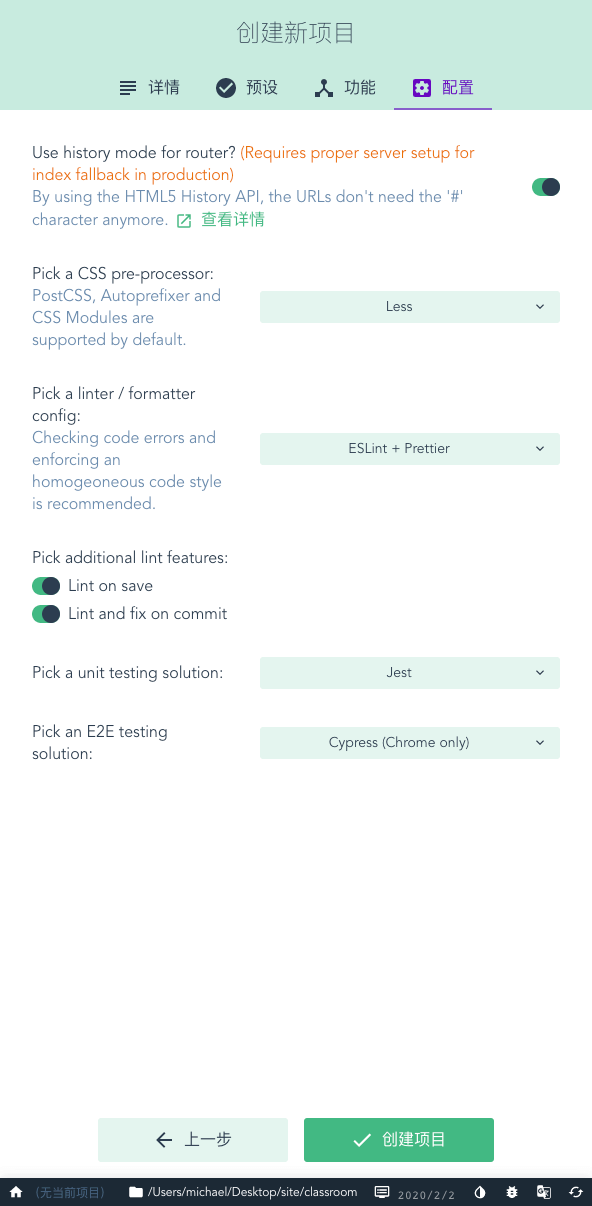 创建新项目
详情 预设 功能 配置
Use history mode for router? (Requires proper server setup for
index fallback in production)
By using the HTML5 History API, the URLs don't need the '#'
character anymore. 查看详情
Pick a CSS pre-processor:
PostCSS, Autoprefixer and
CSS Modules are
supported by default.
Less
Pick a linter / formatter
config:
Checking code errors and
enforcing an
homogeoneous code style
is recommended.
ESLint + Prettier
Pick additional lint features:
Lint on save
Lint and fix on commit
Pick a unit testing solution:
Jest
Pick an E2E testing
solution:
Cypress (Chrome only)
上一步 创建项目
(无当前项目) /Users/michael/Desktop/site/classroom 2020/2/2